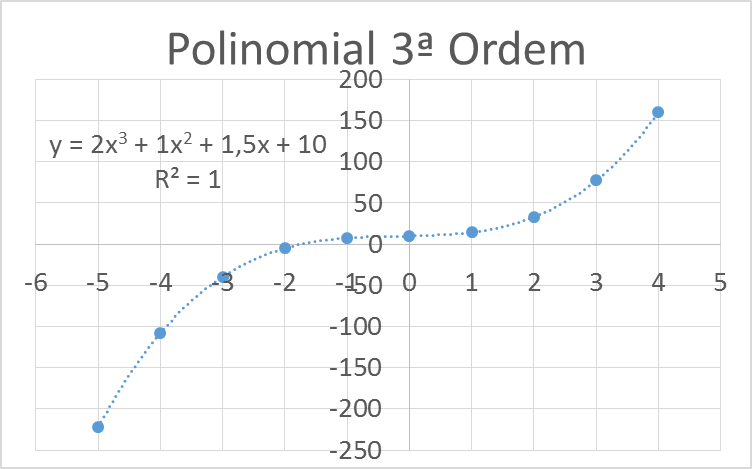 Polinomial 3ª Ordem
200
150
y = 2x³ + 1x² + 1,5x + 10
100
R² = 1
50
0
-6 -5 -4 -3 -2 -1 0 1 2 3 4 5
-50
-100
-150
-200
-250